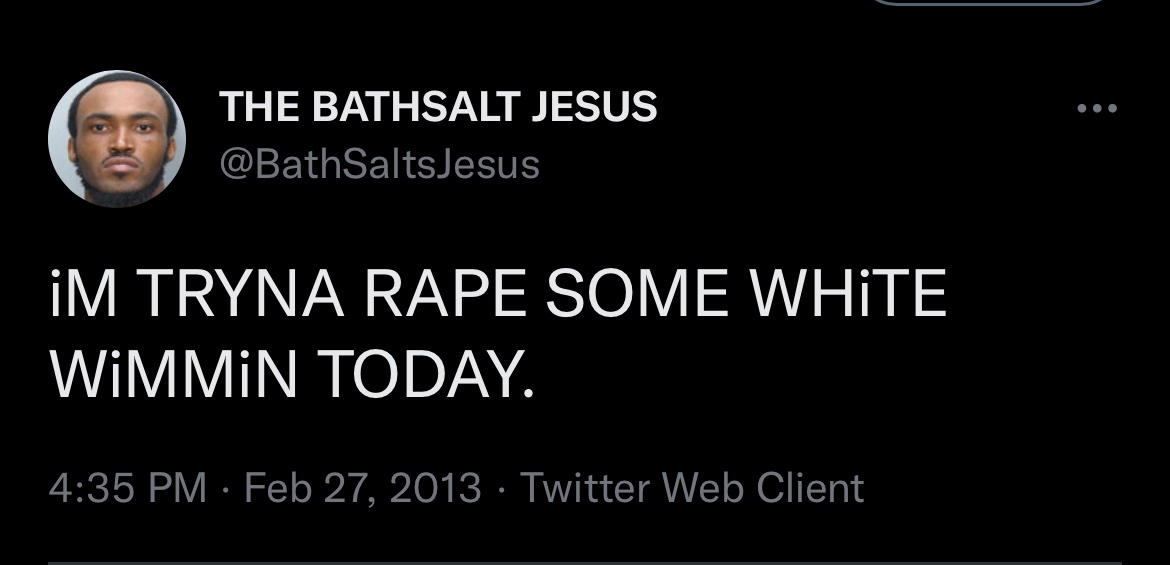 THE BATHSALT JESUS
@BathSaltsJesus
iM TRYNA RAPE SOME WHiTE
WiMMiN TODAY.
4:35 PM · Feb 27, 2013 · Twitter Web Client